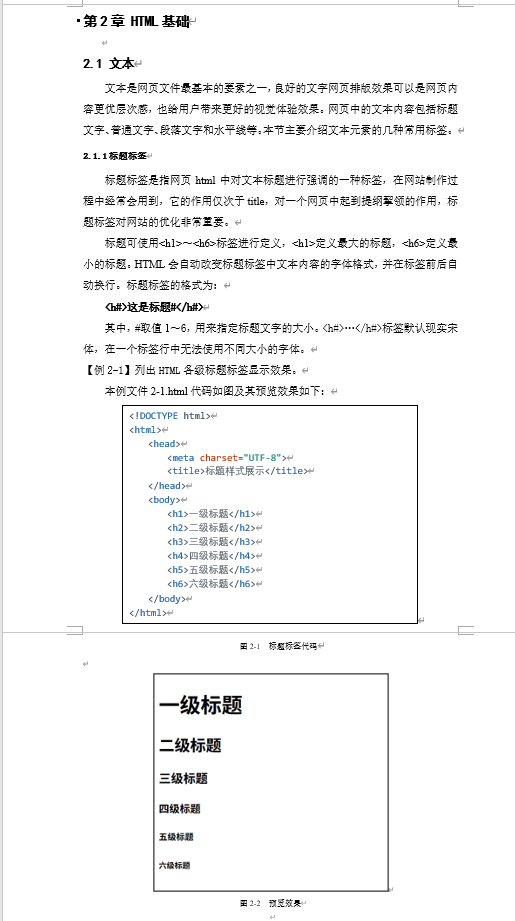 第2章 HTML基础
2.1 文本
文本是网页文件最基本的要素之一,良好的文字网页排版效果可以是网页内
容更优层次感，也给用户带来更好的视觉体验效果。网页中的文本内容包括标题
文字、普通文字、段落文字和水平线等。本节主要介绍文本元素的几种常用标签。
2.1.1标题标签
标题标签是指网页 html 中对文本标题进行强调的一种标签，在网站制作过
程中经常会用到，它的作用仅次于title，对一个网页中起到提纲挈领的作用，标
题标签对网站的优化非常重要。
标题可使用<h1>～<h6>标签进行定义，<h1>定义最大的标题，<h6>定义最
小的标题。HTML 会自动改变标题标签中文本内容的字体格式，并在标签前后自
动换行。标题标签的格式为：
<h#>这是标题#</h#>
其中，#取值 1～6，用来指定标题文字的大小。<h#>…</h#>标签默认现实宋
体，在一个标签行中无法使用不同大小的字体。
【例2-1】列出HTML各级标题标签显示效果。
本例文件 2-1.html 代码如图及其预览效果如下：
<!DOCTYPE html>
<html>
<head>
<meta charset="UTF-8">
<title>标题样式展示</title>
</head>
<body>
<h1>一级标题</h1>
<h2>二级标题</h2>
<h3>三级标题</h3>
<h4>四级标题</h4>
<h5>五级标题</h5>
<h6>六级标题</h6>
</body>
</html>
图 2-1 标题标签代码
一级标题
二级标题
三级标题
四级标题
五级标题
六级标题
图 2-2 预览效果